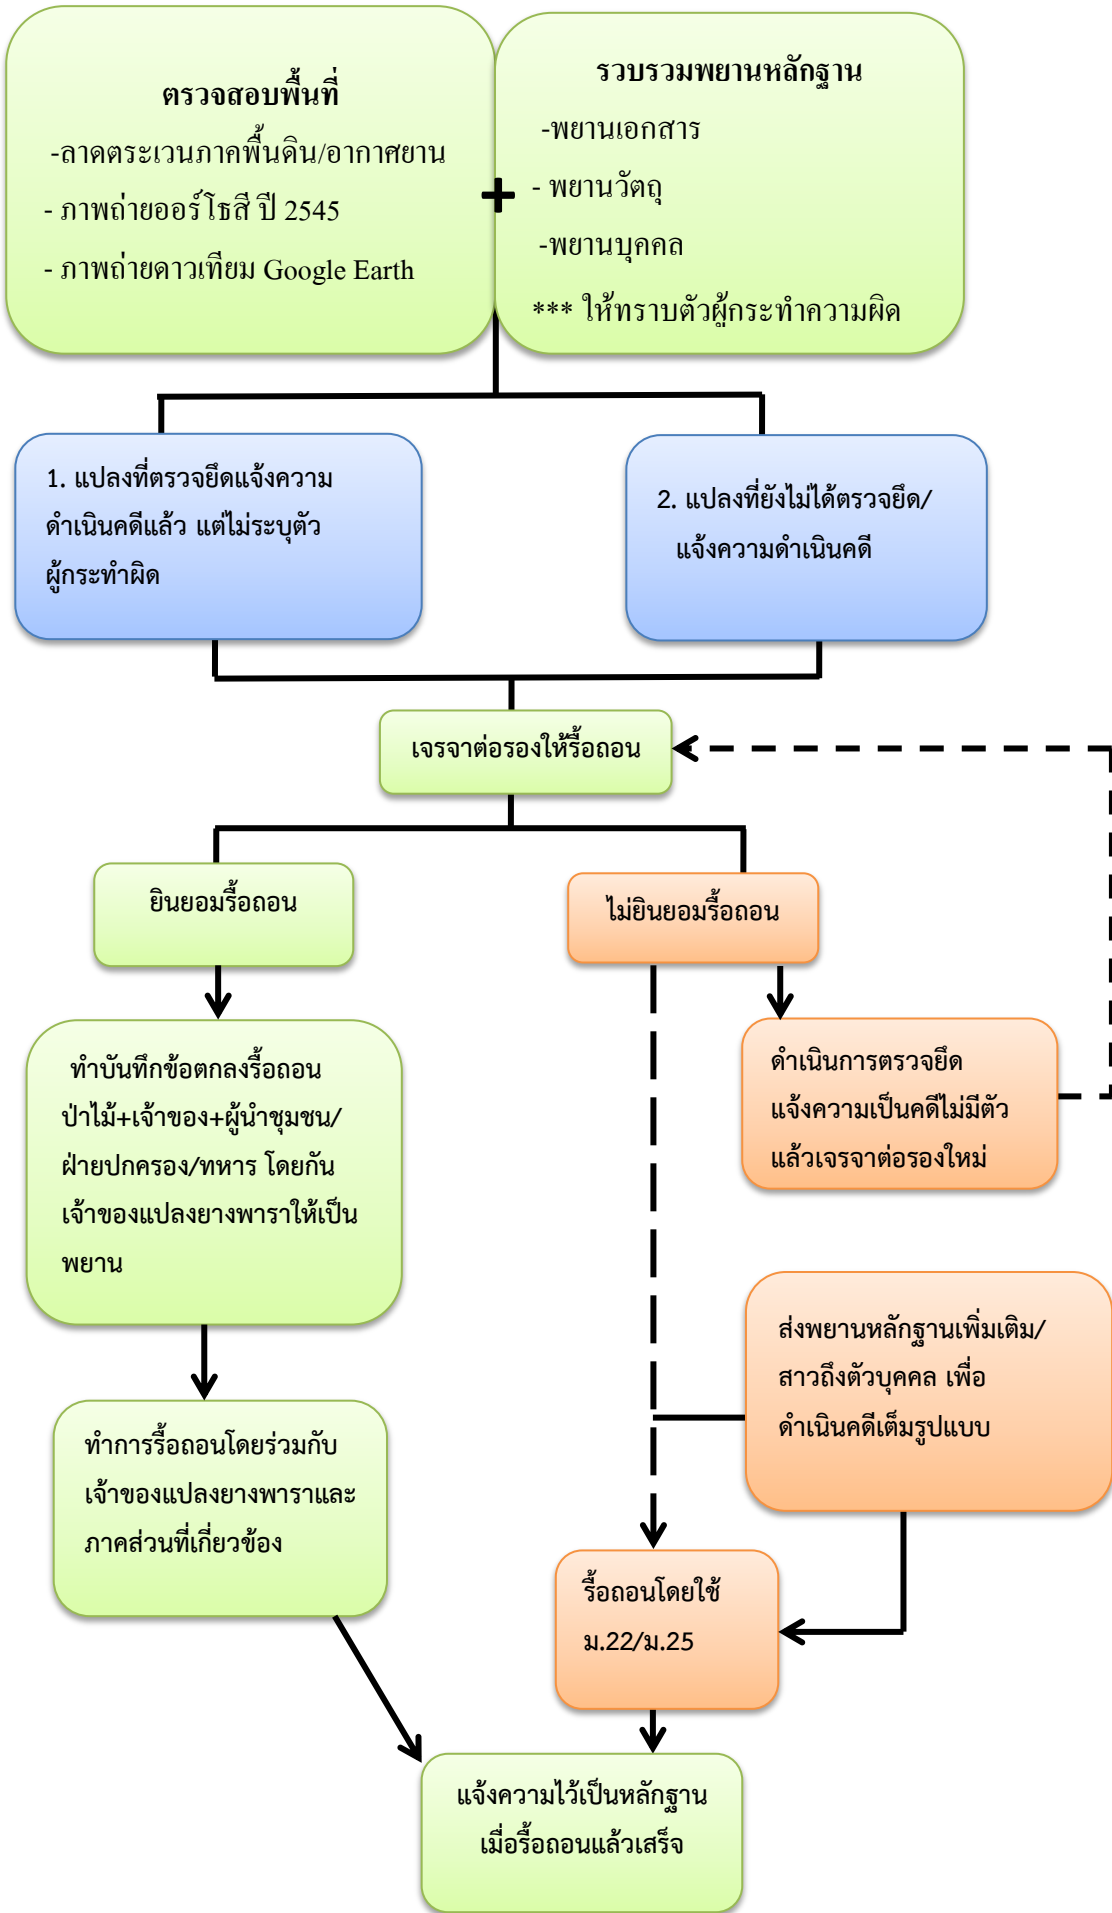 ตรวจสอบพื้นที่
-ลาดตระเวนภาคพื้นดิน/อากาศยาน
- ภาพถ่ายออร์โธสี ปี 2545
- ภาพถ่ายดาวเทียม Google Earth
+
รวบรวมพยานหลักฐาน
-พยานเอกสาร
- พยานวัตถุ
-พยานบุคคล
*** ให้ทราบตัวผู้กระทำความผิด
1. แปลงที่ตรวจยึดแจ้งความ
ดำเนินคดีแล้ว แต่ไม่ระบุตัว
ผู้กระทำผิด
2. แปลงที่ยังไม่ได้ตรวจยึด/
แจ้งความดำเนินคดี
เจรจาต่อรองให้รื้อถอน
ยินยอมรื้อถอน
ไม่ยินยอมรื้อถอน
ทำบันทึกข้อตกลงรื้อถอน
ป่าไม้+เจ้าของ+ผู้นำชุมชน/
ฝ่ายปกครอง/ทหาร โดยกัน
เจ้าของแปลงยางพาราให้เป็น
พยาน
ดำเนินการตรวจยึด
แจ้งความเป็นคดีไม่มีตัว
แล้วเจรจาต่อรองใหม่
ส่งพยานหลักฐานเพิ่มเติม/
สาวถึงตัวบุคคล เพื่อ
ดำเนินคดีเต็มรูปแบบ
ทำการรื้อถอนโดยร่วมกับ
เจ้าของแปลงยางพาราและ
ภาคส่วนที่เกี่ยวข้อง
รื้อถอนโดยใช้
ม.22/ม.25
แจ้งความไว้เป็นหลักฐาน
เมื่อรื้อถอนแล้วเสร็จ